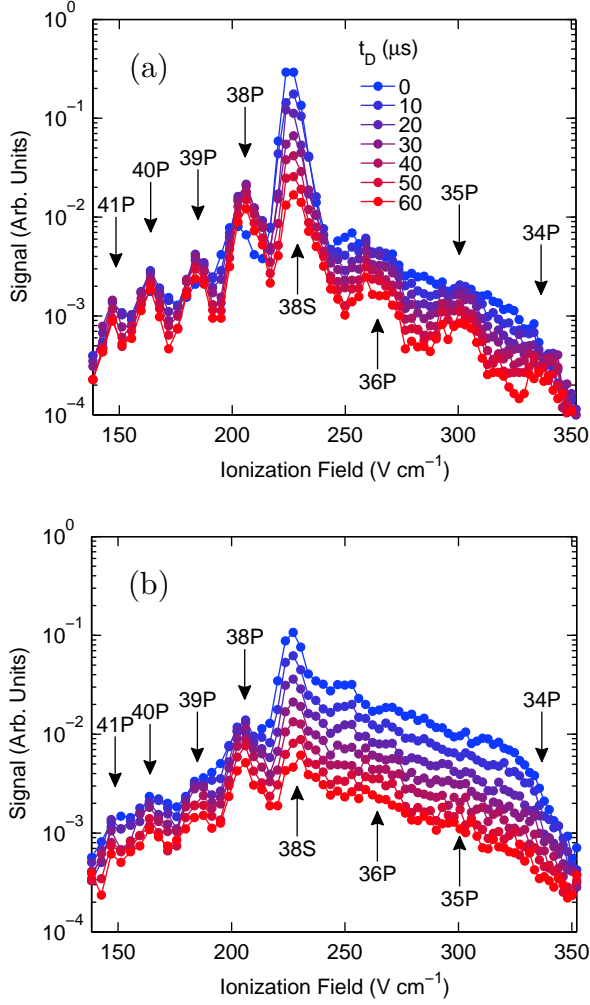 (a)
t_D (μs)
0
10
20
30
40
50
60
41P
40P
39P
38P
38S
36P
35P
34P
10^0
10^−1
10^−2
10^−3
10^−4
Signal (Arb. Units)
150
200
250
300
350
Ionization Field (V cm^−1)
(b)
41P
40P
39P
38P
38S
36P
35P
34P
10^0
10^−1
10^−2
10^−3
10^−4
Signal (Arb. Units)
150
200
250
300
350
Ionization Field (V cm^−1)